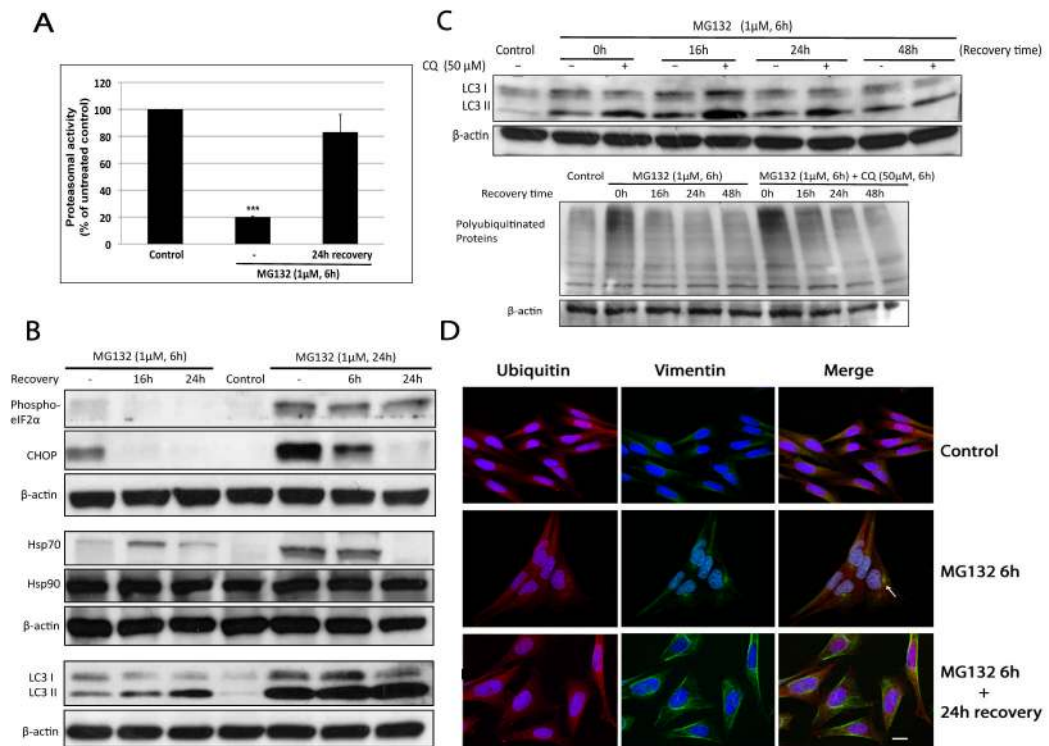 A
Proteasomal activity
(% of untreated control)
140
120
100
80
60
40
20
0
***
Control
-
24h recovery
MG132 (1μM, 6h)
B
MG132 (1μM, 6h)
MG132 (1μM, 24h)
Recovery - 16h 24h Control - 6h 24h
Phospho-
eIF2α
CHOP
β-actin
Hsp70
Hsp90
β-actin
LC3 I
LC3 II
β-actin
C
MG132 (1μM, 6h)
Control 0h 16h 24h 48h (Recovery time)
CQ (50 μM) – – + – + – + – +
LC3 I
LC3 II
β-actin
Control MG132 (1μM, 6h) MG132 (1μM, 6h) + CQ (50μM, 6h)
Recovery time 0h 16h 24h 48h 0h 16h 24h 48h
Polyubiquitinated
Proteins
β-actin
D
Ubiquitin Vimentin Merge
Control
MG132 6h
MG132 6h
+
24h recovery